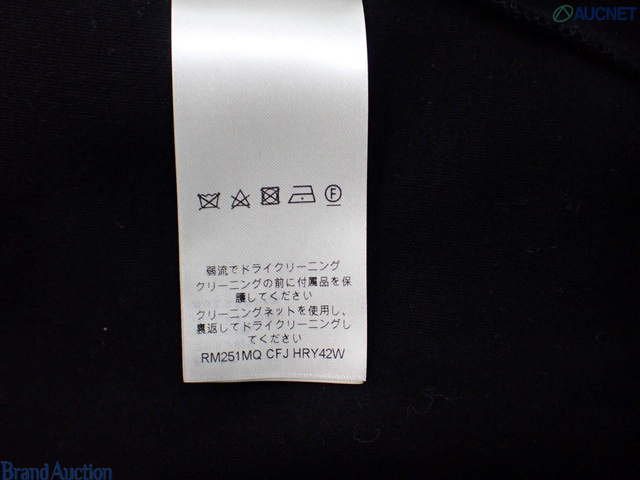 AUCNET
F
弱流でドライクリーニング
クリーニングの前に付属品を保
護してください
クリーニングネットを使用し、
裏返してドライクリーニングし
てください
RM251MQ CFJ HRY42W
Brand Auction